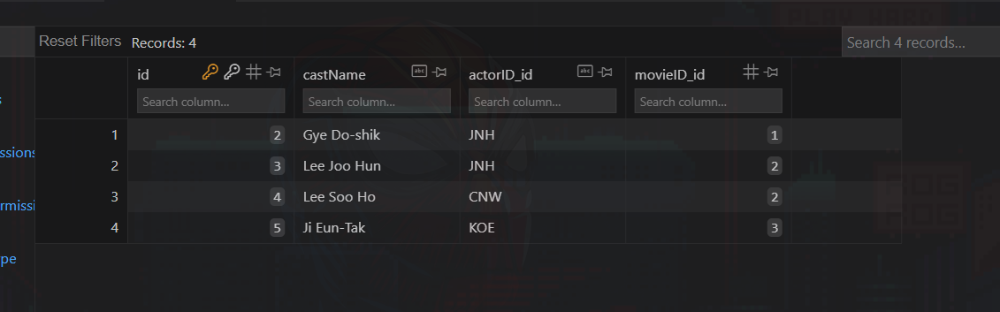 Reset Filters Records: 4 Search 4 records...
id castName actorID_id movieID_id
Search column... Search column... Search column... Search column...
1 2 Gye Do-shik JNH 1
ssions 2 3 Lee Joo Hun JNH 2
3 4 Lee Soo Ho CNW 2
rmissi 4 5 Ji Eun-Tak KOE 3
pe